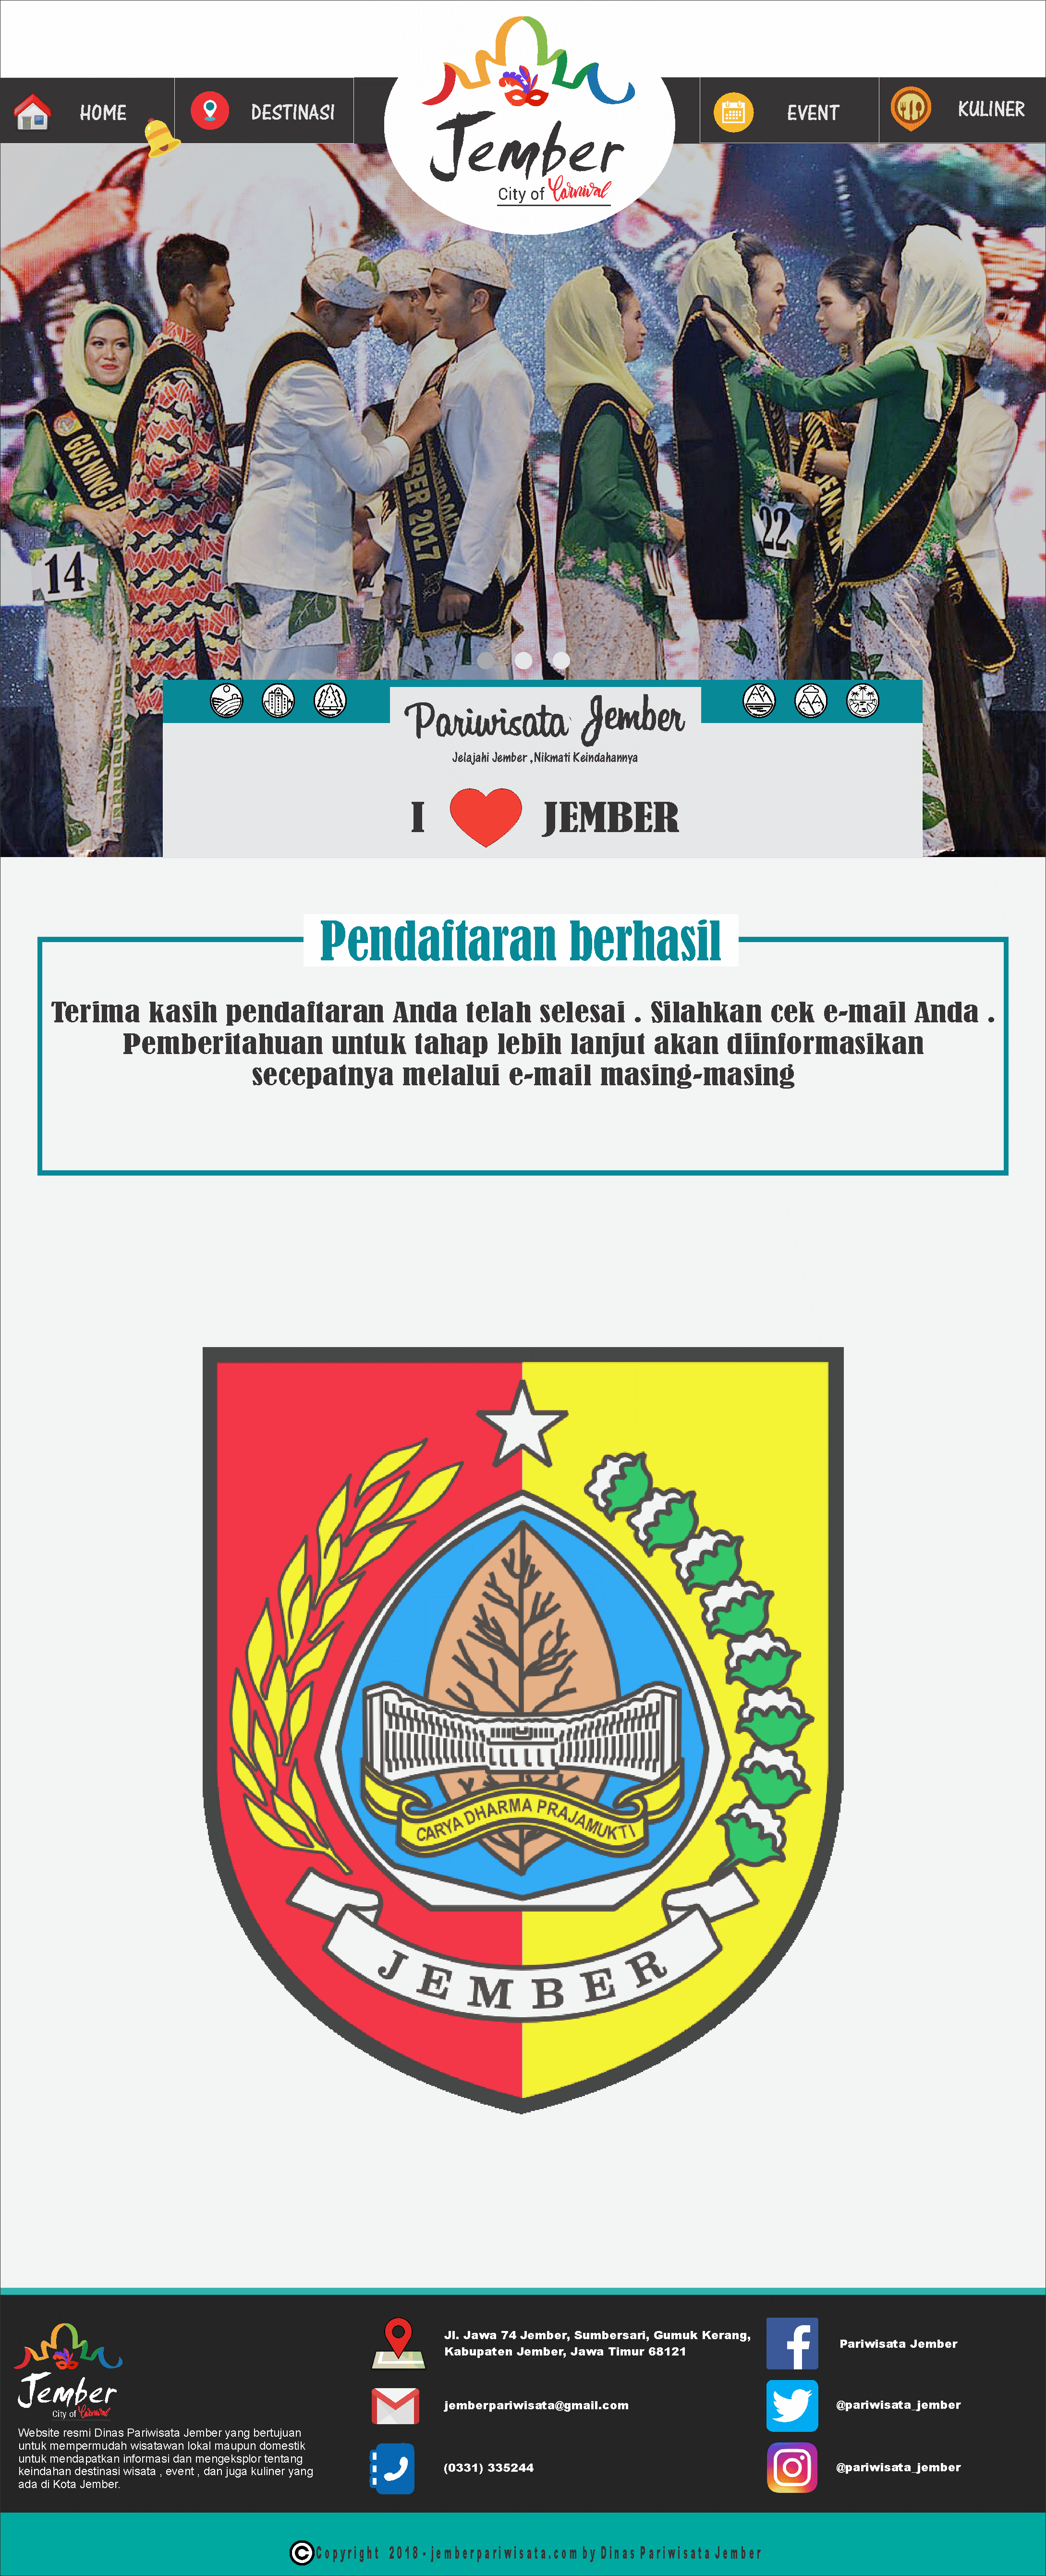 HOME
DESTINASI
Jember
City of Carnival
EVENT
KULINER
GUS NING JE
BER 2017
JEMBER
14
22
Pariwisata Jember
Jelajahi Jember ,Nikmati Keindahannya
I JEMBER
Pendaftaran berhasil
Terima kasih pendaftaran Anda telah selesai . Silahkan cek e-mail Anda .
Pemberitahuan untuk tahap lebih lanjut akan diinformasikan
secepatnya melalui e-mail masing-masing
CARYA DHARMA PRAJAMUKTI
JEMBER
Jember
City of Carnival
Website resmi Dinas Pariwisata Jember yang bertujuan
untuk mempermudah wisatawan lokal maupun domestik
untuk mendapatkan informasi dan mengeksplor tentang
keindahan destinasi wisata , event , dan juga kuliner yang
ada di Kota Jember.
Jl. Jawa 74 Jember, Sumbersari, Gumuk Kerang,
Kabupaten Jember, Jawa Timur 68121
jemberpariwisata@gmail.com
(0331) 335244
Pariwisata Jember
@pariwisata_jember
@pariwisata_jember
©Copyright 2018 - jemberpariwisata.com by Dinas Pariwisata Jember